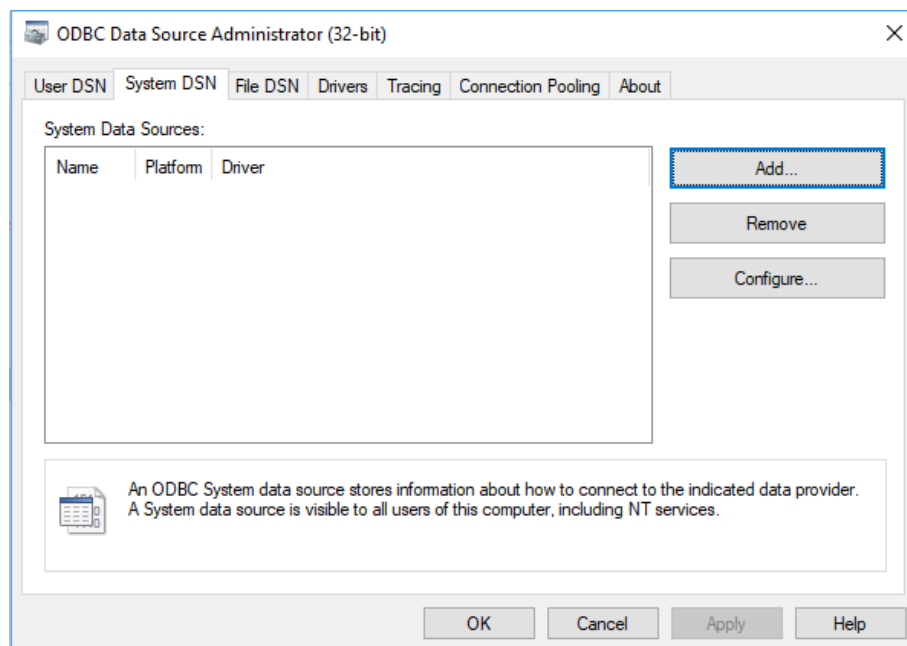 ODBC Data Source Administrator (32-bit)
User DSN System DSN File DSN Drivers Tracing Connection Pooling About
System Data Sources:
Name Platform Driver
Add...
Remove
Configure...
An ODBC System data source stores information about how to connect to the indicated data provider.
A System data source is visible to all users of this computer, including NT services.
OK Cancel Apply Help